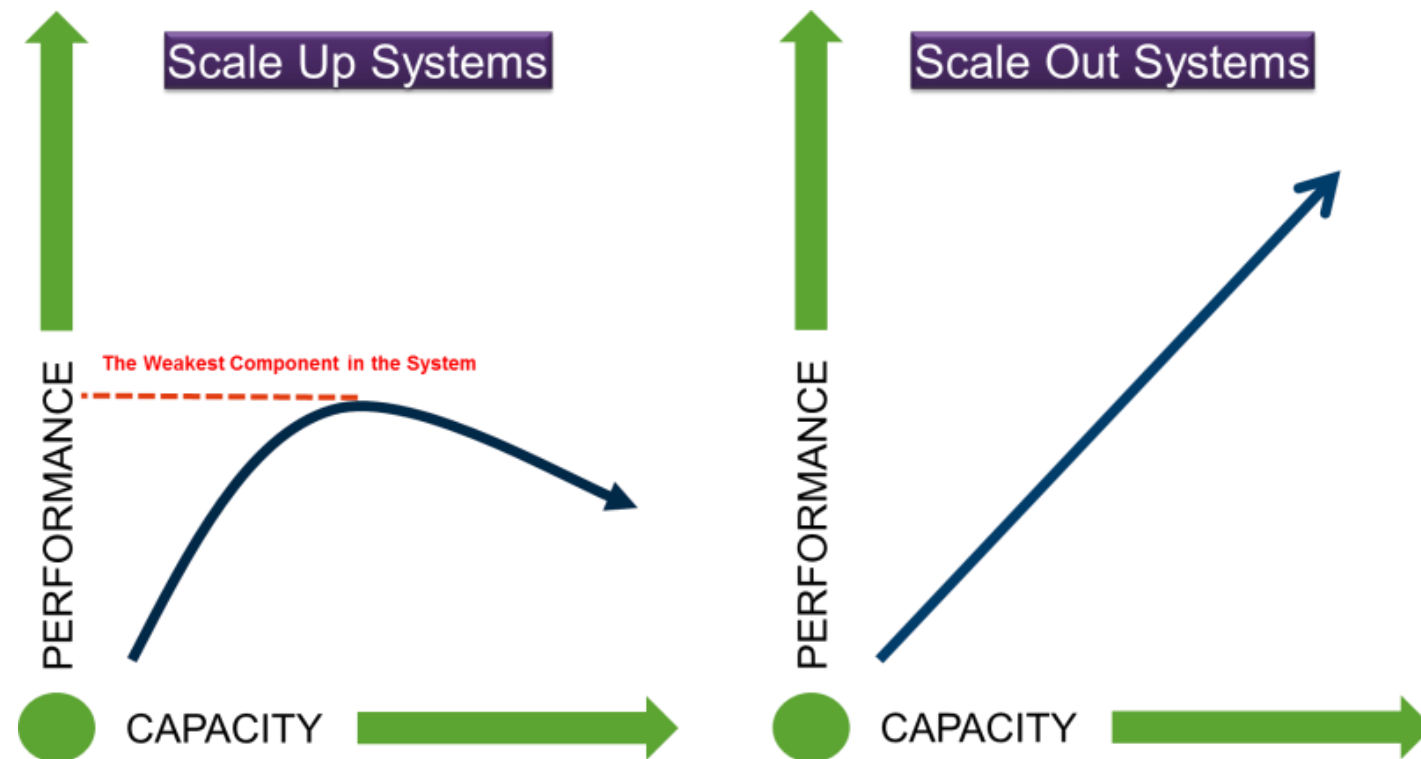 Scale Up Systems
The Weakest Component in the System
PERFORMANCE
CAPACITY
Scale Out Systems
PERFORMANCE
CAPACITY